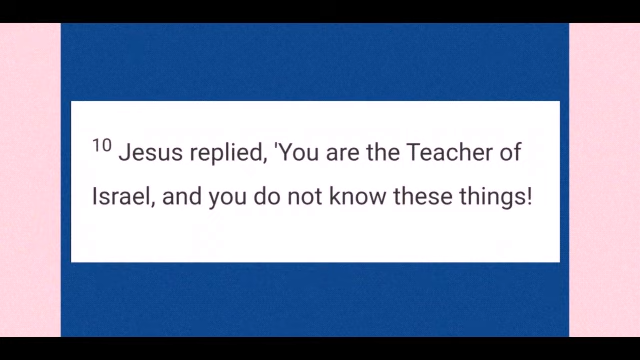 10 Jesus replied, 'You are the Teacher of
Israel, and you do not know these things!